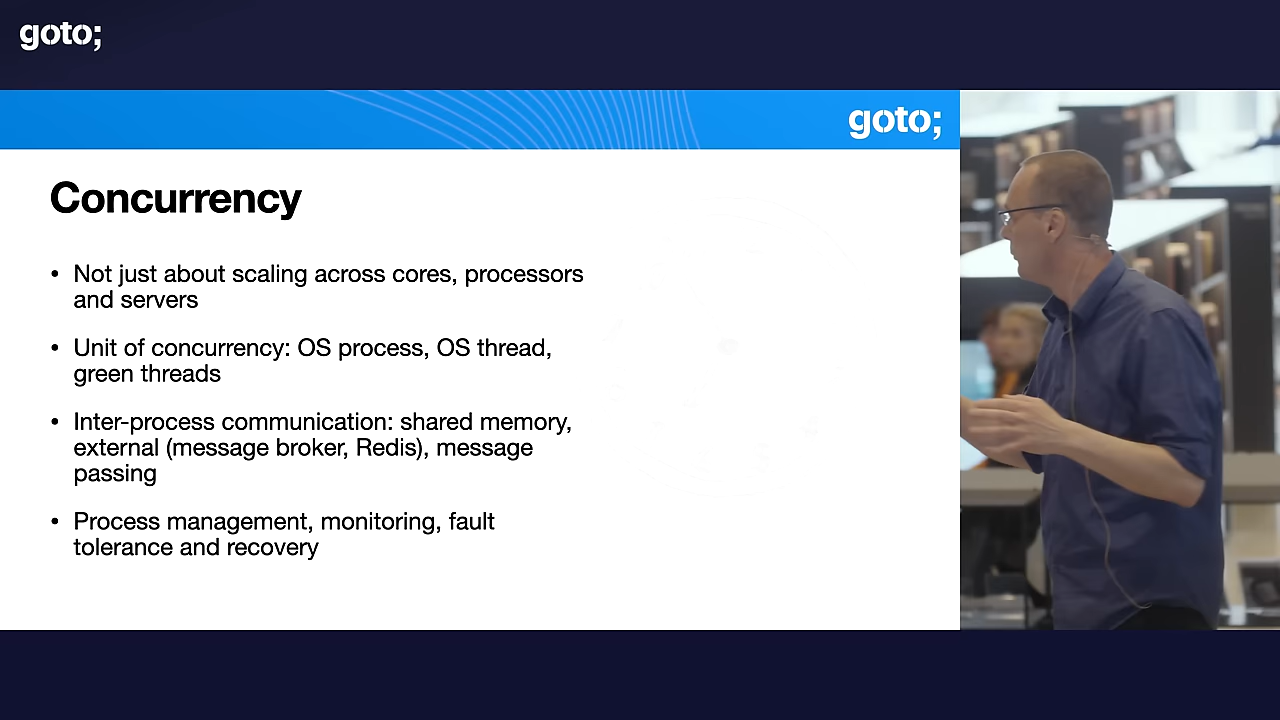 goto;
goto;
Concurrency
• Not just about scaling across cores, processors
and servers
• Unit of concurrency: OS process, OS thread,
green threads
• Inter-process communication: shared memory,
external (message broker, Redis), message
passing
• Process management, monitoring, fault
tolerance and recovery